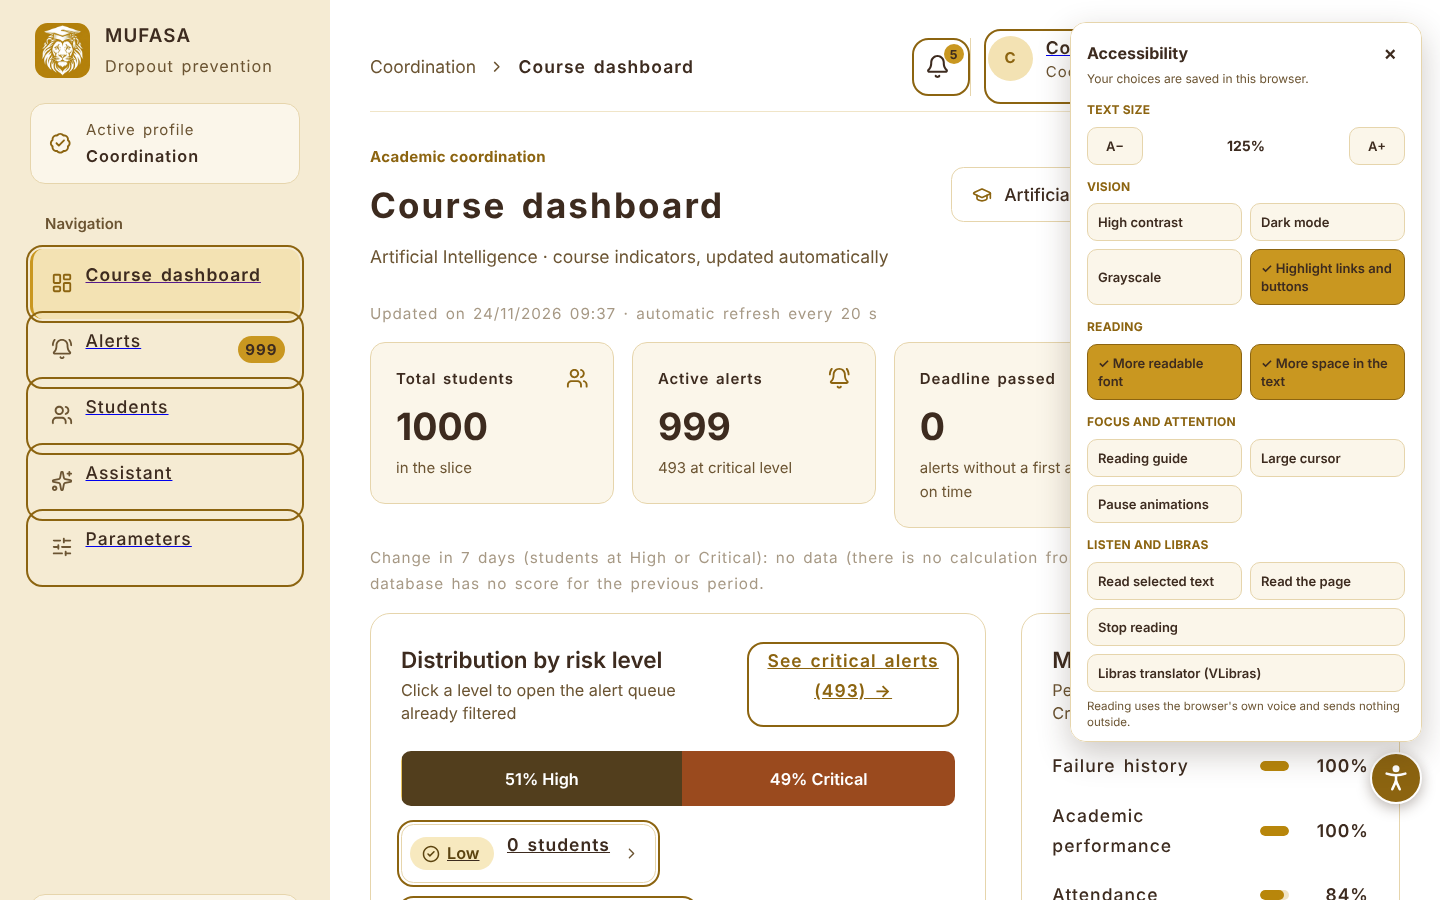 MUFASA
Dropout prevention
Active profile
Coordination
Navigation
Course dashboard
Alerts
999
Students
Assistant
Parameters
Coordination > Course dashboard
5
C
Academic coordination
Course dashboard
Artificial Intelligence · course indicators, updated automatically
Updated on 24/11/2026 09:37 · automatic refresh every 20 s
Total students
1000
in the slice
Active alerts
999
493 at critical level
Deadline passed
0
alerts without a first
on time
Change in 7 days (students at High or Critical): no data (there is no calculation
database has no score for the previous period.
Distribution by risk level
Click a level to open the alert queue
already filtered
See critical alerts
(493) →
51% High
49% Critical
Low
0 students
Failure history
100%
Academic
performance
100%
Attendance
84%
Accessibility
×
Your choices are saved in this browser.
TEXT SIZE
A−
125%
A+
VISION
High contrast
Dark mode
Grayscale
✓ Highlight links and
buttons
READING
✓ More readable
font
✓ More space in the
text
FOCUS AND ATTENTION
Reading guide
Large cursor
Pause animations
LISTEN AND LIBRAS
Read selected text
Read the page
Stop reading
Libras translator (VLibras)
Reading uses the browser's own voice and sends nothing
outside.